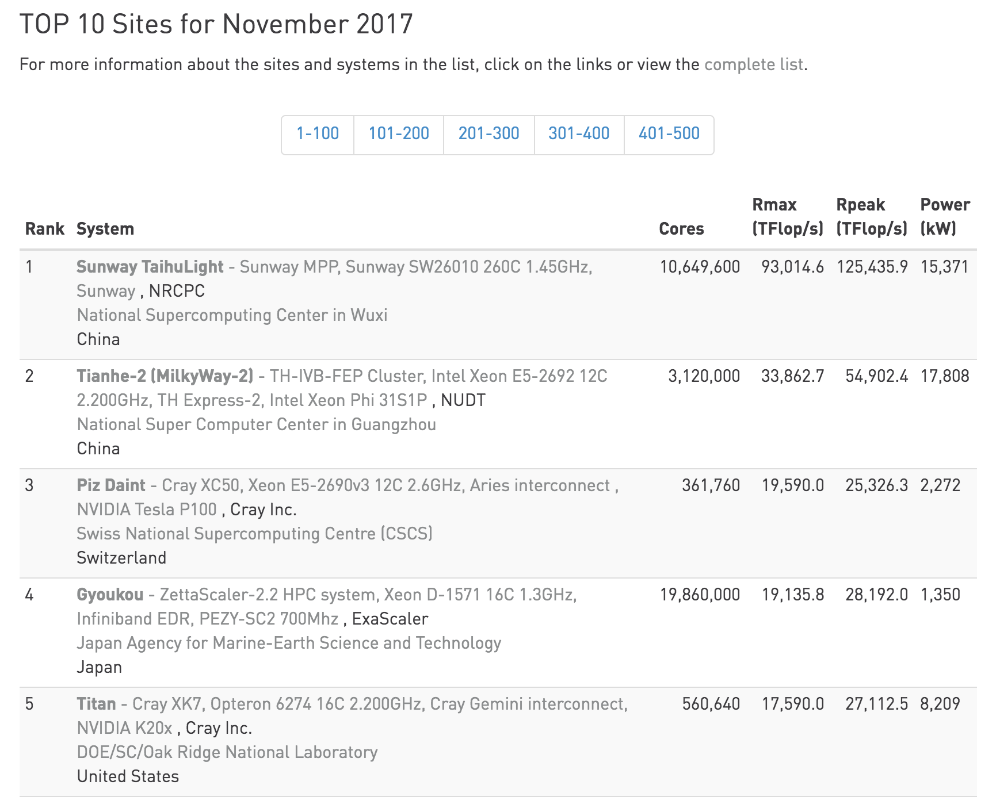 TOP 10 Sites for November 2017
For more information about the sites and systems in the list, click on the links or view the complete list.
1-100 101-200 201-300 301-400 401-500
Rank System Cores Rmax (TFlop/s) Rpeak (TFlop/s) Power (kW)
1 Sunway TaihuLight - Sunway MPP, Sunway SW26010 260C 1.45GHz, 10,649,600 93,014.6 125,435.9 15,371
Sunway , NRCPC
National Supercomputing Center in Wuxi
China
2 Tianhe-2 (MilkyWay-2) - TH-IVB-FEP Cluster, Intel Xeon E5-2692 12C 3,120,000 33,862.7 54,902.4 17,808
2.200GHz, TH Express-2, Intel Xeon Phi 31S1P , NUDT
National Super Computer Center in Guangzhou
China
3 Piz Daint - Cray XC50, Xeon E5-2690v3 12C 2.6GHz, Aries interconnect , 361,760 19,590.0 25,326.3 2,272
NVIDIA Tesla P100 , Cray Inc.
Swiss National Supercomputing Centre (CSCS)
Switzerland
4 Gyoukou - ZettaScaler-2.2 HPC system, Xeon D-1571 16C 1.3GHz, 19,860,000 19,135.8 28,192.0 1,350
Infiniband EDR, PEZY-SC2 700Mhz , ExaScaler
Japan Agency for Marine-Earth Science and Technology
Japan
5 Titan - Cray XK7, Opteron 6274 16C 2.200GHz, Cray Gemini interconnect, 560,640 17,590.0 27,112.5 8,209
NVIDIA K20x , Cray Inc.
DOE/SC/Oak Ridge National Laboratory
United States